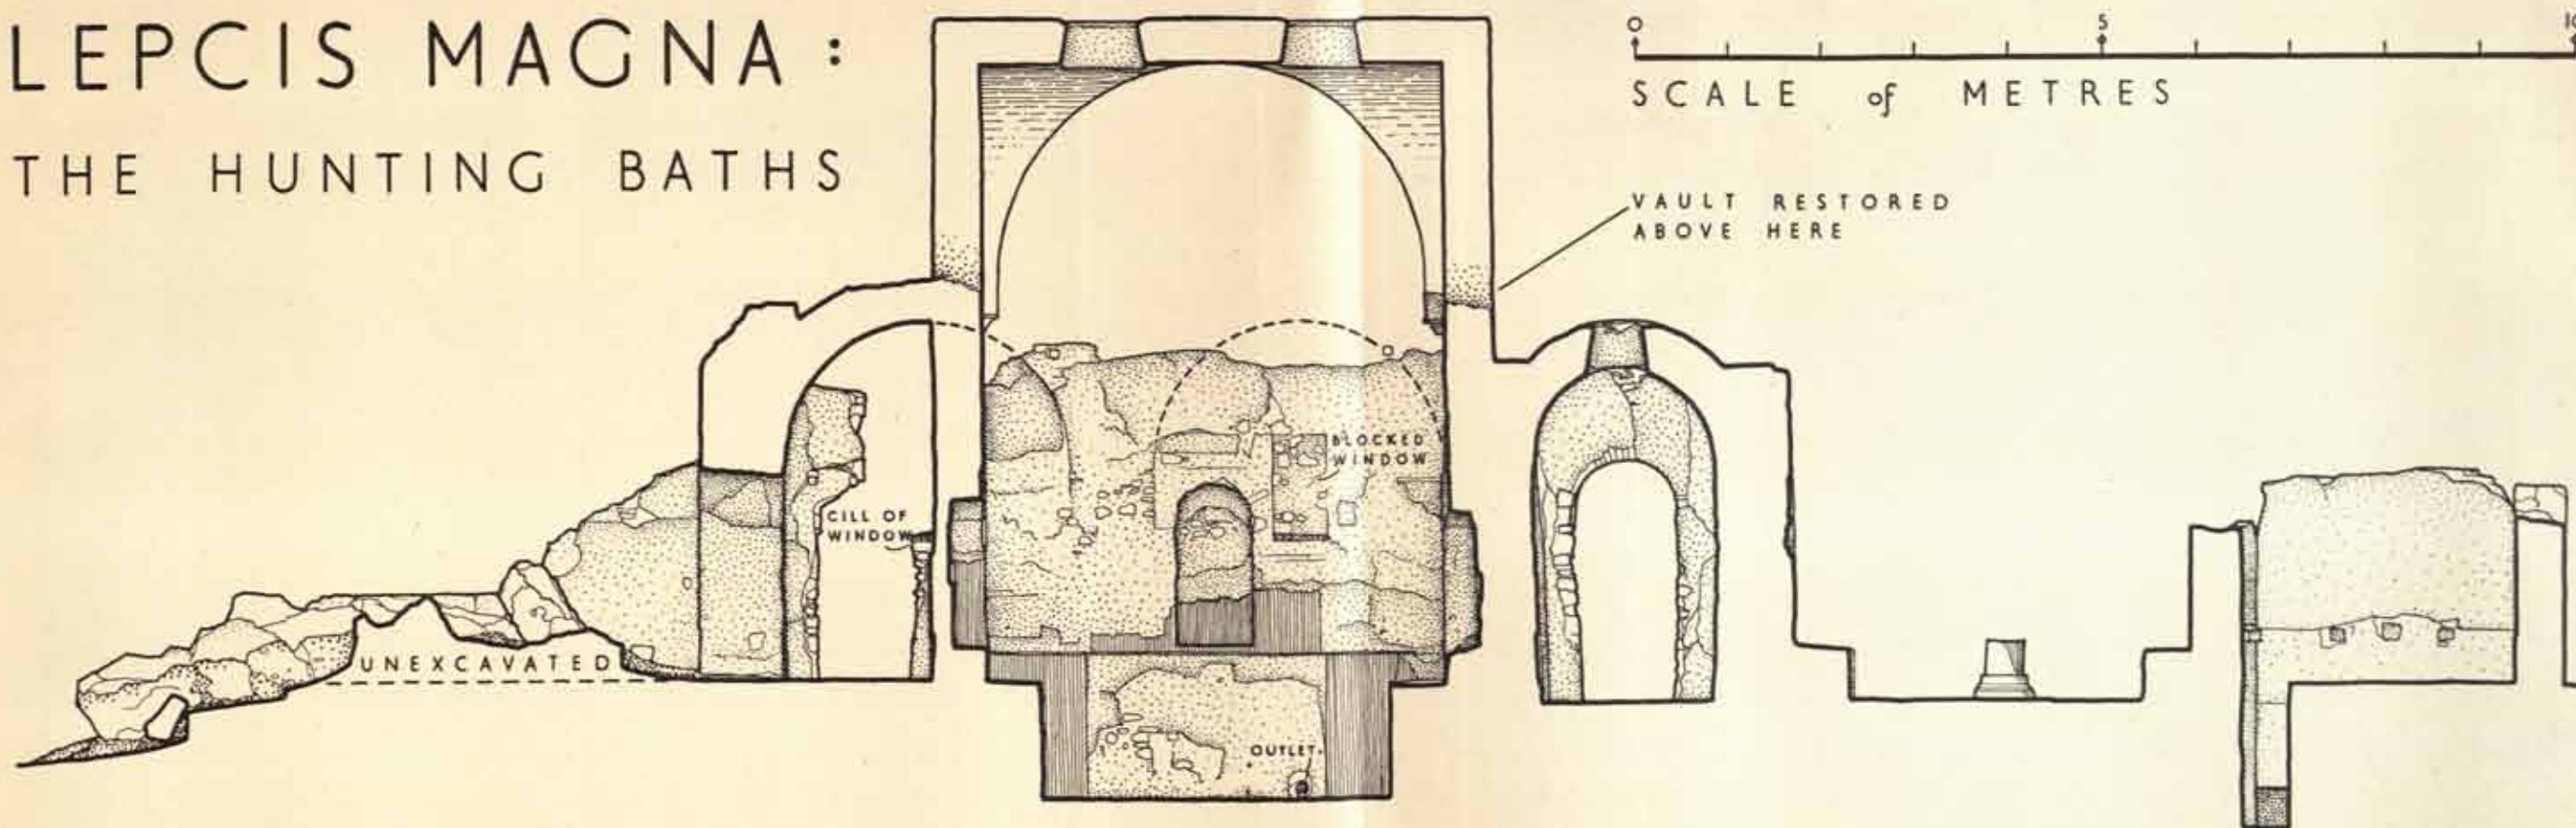 LEPCIS MAGNA :
THE HUNTING BATHS
0 5 10
SCALE of METRES
VAULT RESTORED
ABOVE HERE
BLOCKED
WINDOW
CILL OF
WINDOW
UNEXCAVATED
OUTLET